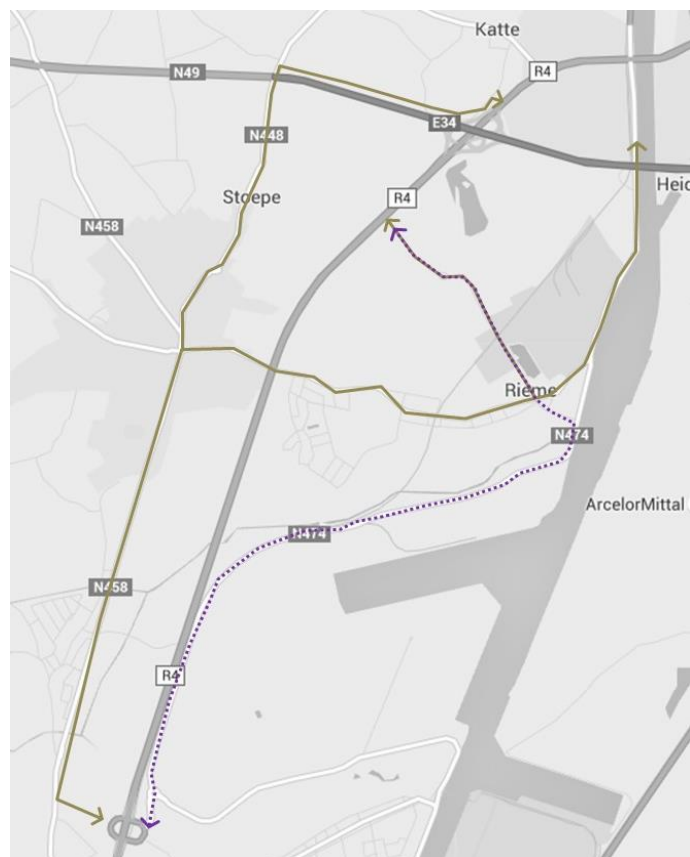 Katte
R4
N49
E34
N448
Stoepe
R4
Heid
N458
Rieme
N474
ArcelorMittal
N474
N458
R4